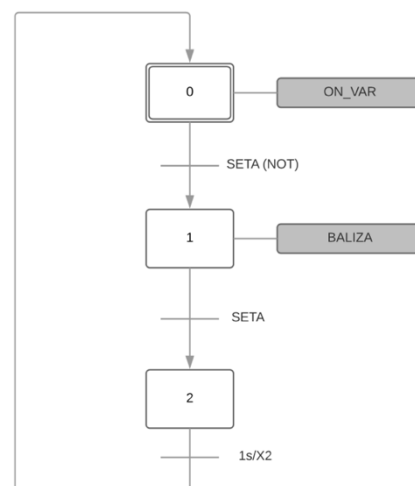 0
ON_VAR
SETA (NOT)
1
BALIZA
SETA
2
1s/X2